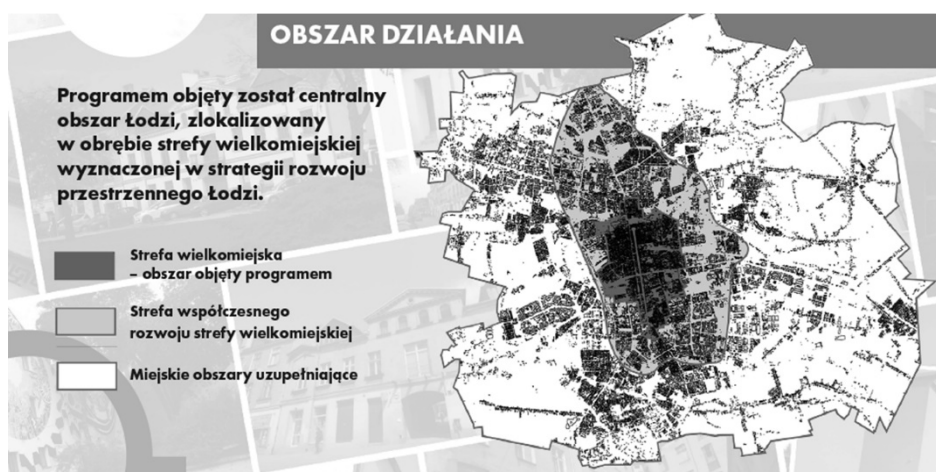 OBSZAR DZIAŁANIA
Programem objęty został centralny
obszar Łodzi, zlokalizowany
w obrębie strefy wielkomiejskiej
wyznaczonej w strategii rozwoju
przestrzennego Łodzi.
Strefa wielkomiejska
– obszar objęty programem
Strefa współczesnego
rozwoju strefy wielkomiejskiej
Miejskie obszary uzupełniające